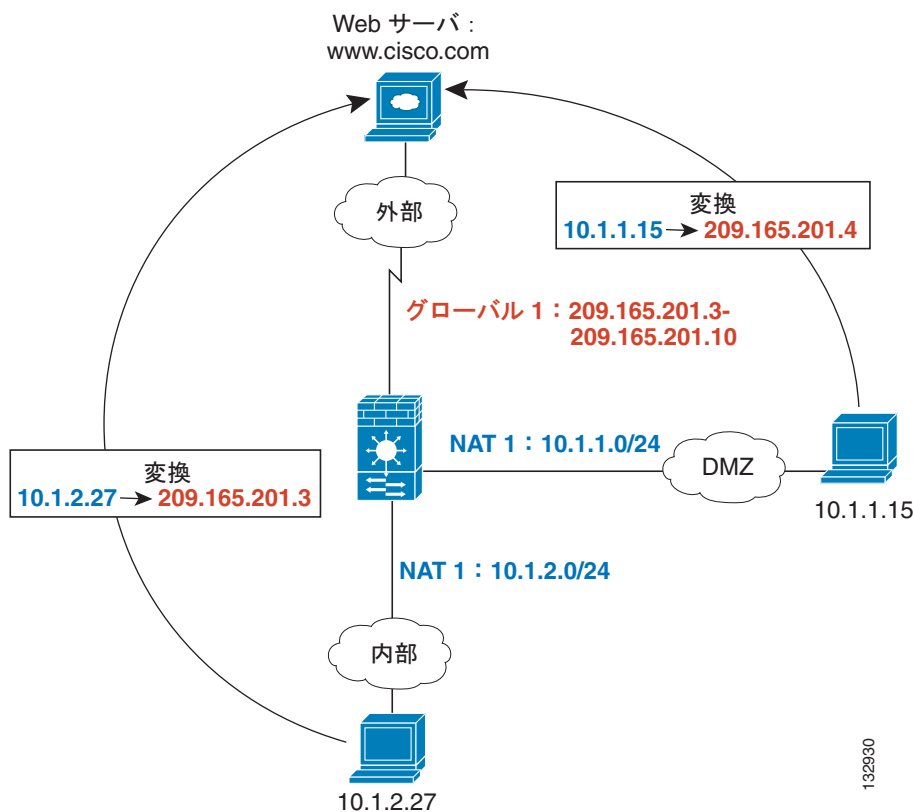 Web サーバ：
www.cisco.com
外部
変換
10.1.1.15 → 209.165.201.4
グローバル 1：209.165.201.3-
209.165.201.10
NAT 1：10.1.1.0/24
DMZ
10.1.1.15
変換
10.1.2.27 → 209.165.201.3
NAT 1：10.1.2.0/24
内部
10.1.2.27
132930